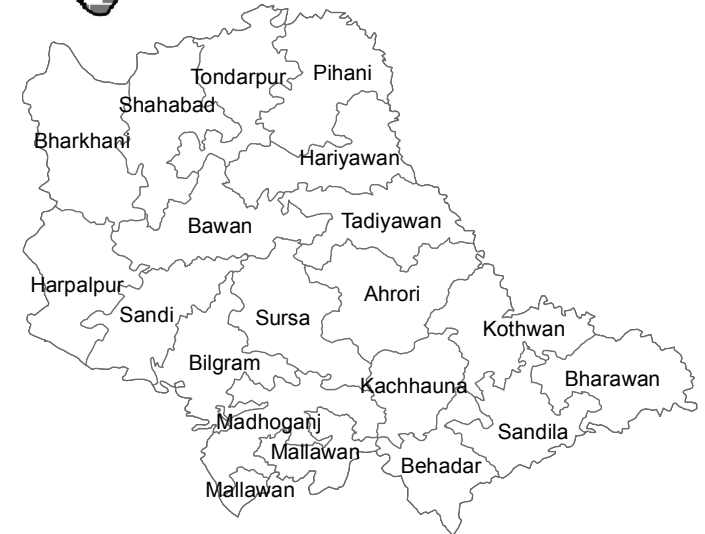 Tondarpur
Pihani
Shahabad
Bharkhani
Hariyawan
Bawan
Tadiyawan
Harpalpur
Ahrori
Sandi
Sursa
Kothwan
Bilgram
Kachhauna
Bharawan
Madhoganj
Sandila
Mallawan
Behadar
Mallawan